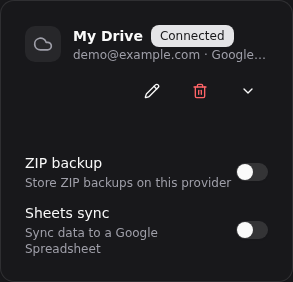 My Drive Connected
demo@example.com · Google…
ZIP backup
Store ZIP backups on this provider
Sheets sync
Sync data to a Google
Spreadsheet